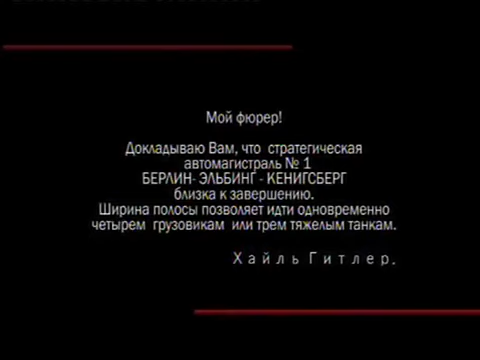 Мой фюрер!
Докладываю Вам, что стратегическая
автомагистраль № 1
БЕРЛИН- ЭЛЬБИНГ - КЕНИГСБЕРГ
близка к завершению.
Ширина полосы позволяет идти одновременно
четырем грузовикам или трем тяжелым танкам.
Хайль Гитлер.